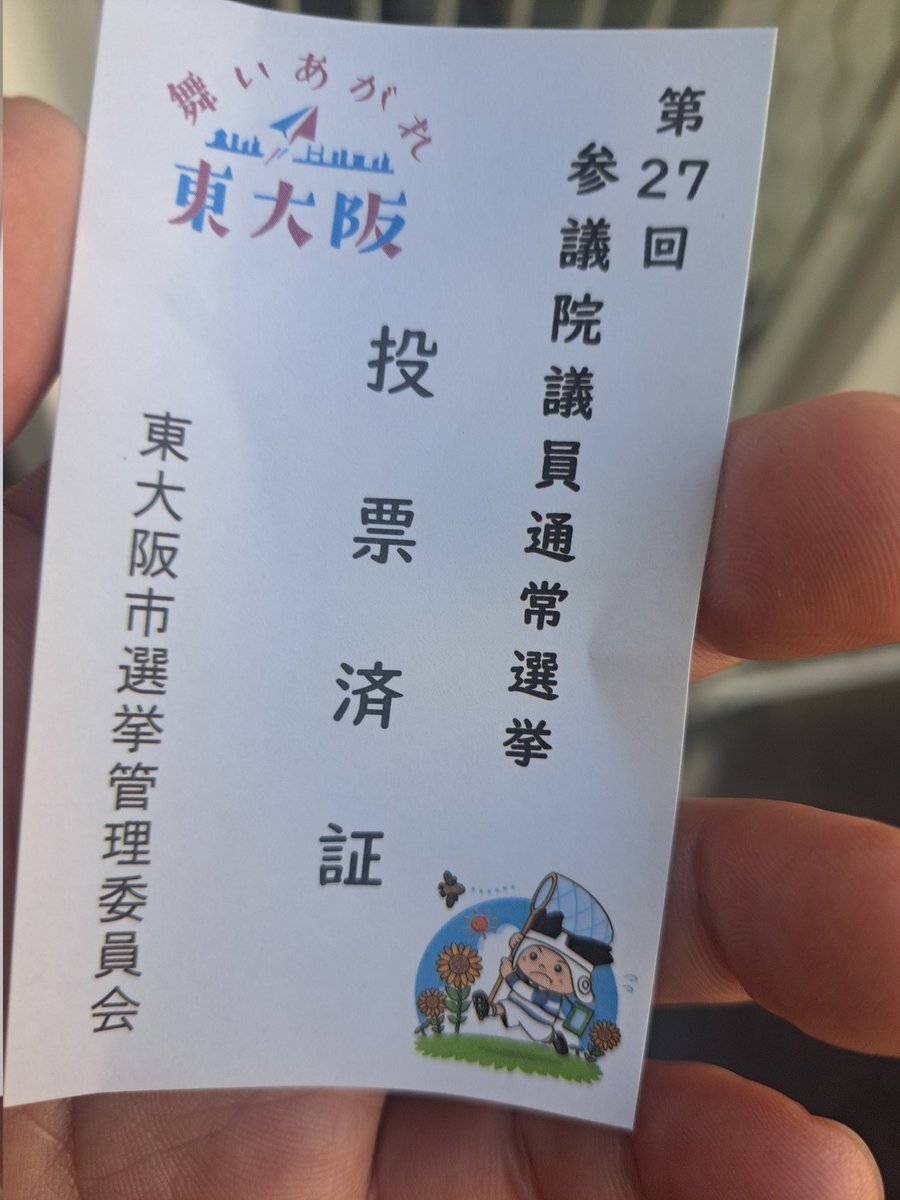 第27回
参議院議員通常選挙
投票済証
舞いあがれ
東大阪
東大阪市選挙管理委員会